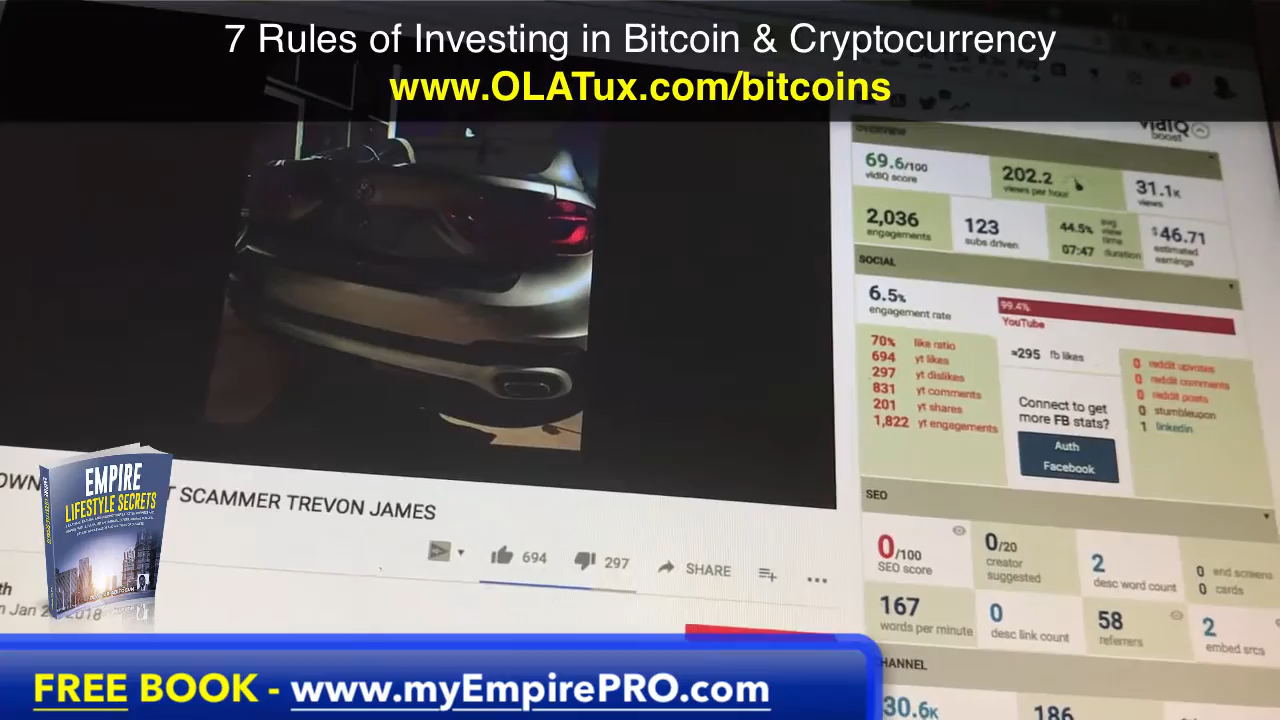 7 Rules of Investing in Bitcoin & Cryptocurrency
www.OLATux.com/bitcoins
vidIQ
boost
OVERVIEW
69.6/100
vidIQ score
202.2
views per hour
31.1K
views
2,036
engagements
123
subs driven
44.5% avg view time
07:47 duration
$46.71
estimated earnings
SOCIAL
6.5%
engagement rate
99.4%
YouTube
70% like ratio
694 yt likes
297 yt dislikes
831 yt comments
201 yt shares
1,822 yt engagements
≈295 fb likes
Connect to get
more FB stats?
Auth
Facebook
0 reddit upvotes
0 reddit comments
0 reddit posts
0 stumbleupon
1 linkedin
T SCAMMER TREVON JAMES
694
297
SHARE
SEO
0/100
SEO score
0/20
creator
suggested
2
desc word count
0 end screens
0 cards
167
words per minute
0
desc link count
58
referrers
2
embed srcs
CHANNEL
30.6K
186
EMPIRE
LIFESTYLE SECRETS
FREE BOOK - www.myEmpirePRO.com